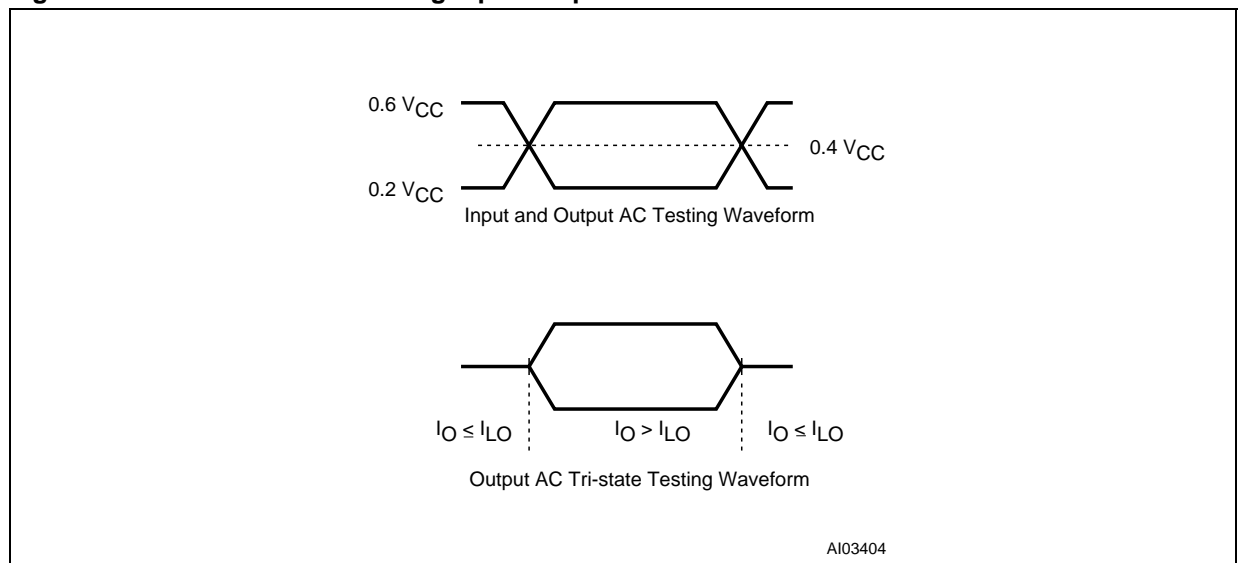 0.6 VCC
0.4 VCC
0.2 VCC
Input and Output AC Testing Waveform
IO ≤ ILO IO > ILO IO ≤ ILO
Output AC Tri-state Testing Waveform
AI03404